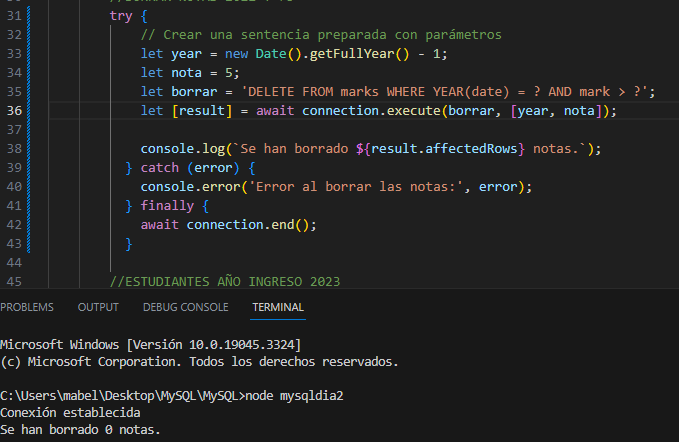 31 try {
32 // Crear una sentencia preparada con parámetros
33 let year = new Date().getFullYear() - 1;
34 let nota = 5;
35 let borrar = 'DELETE FROM marks WHERE YEAR(date) = ? AND mark > ?';
36 let [result] = await connection.execute(borrar, [year, nota]);
37
38 console.log(`Se han borrado ${result.affectedRows} notas.`);
39 } catch (error) {
40 console.error('Error al borrar las notas:', error);
41 } finally {
42 await connection.end();
43 }
44
45 //ESTUDIANTES AÑO INGRESO 2023
PROBLEMS OUTPUT DEBUG CONSOLE TERMINAL
Microsoft Windows [Versión 10.0.19045.3324]
(c) Microsoft Corporation. Todos los derechos reservados.
C:\Users\mabel\Desktop\MySQL\MySQL>node mysqldia2
Conexión establecida
Se han borrado 0 notas.